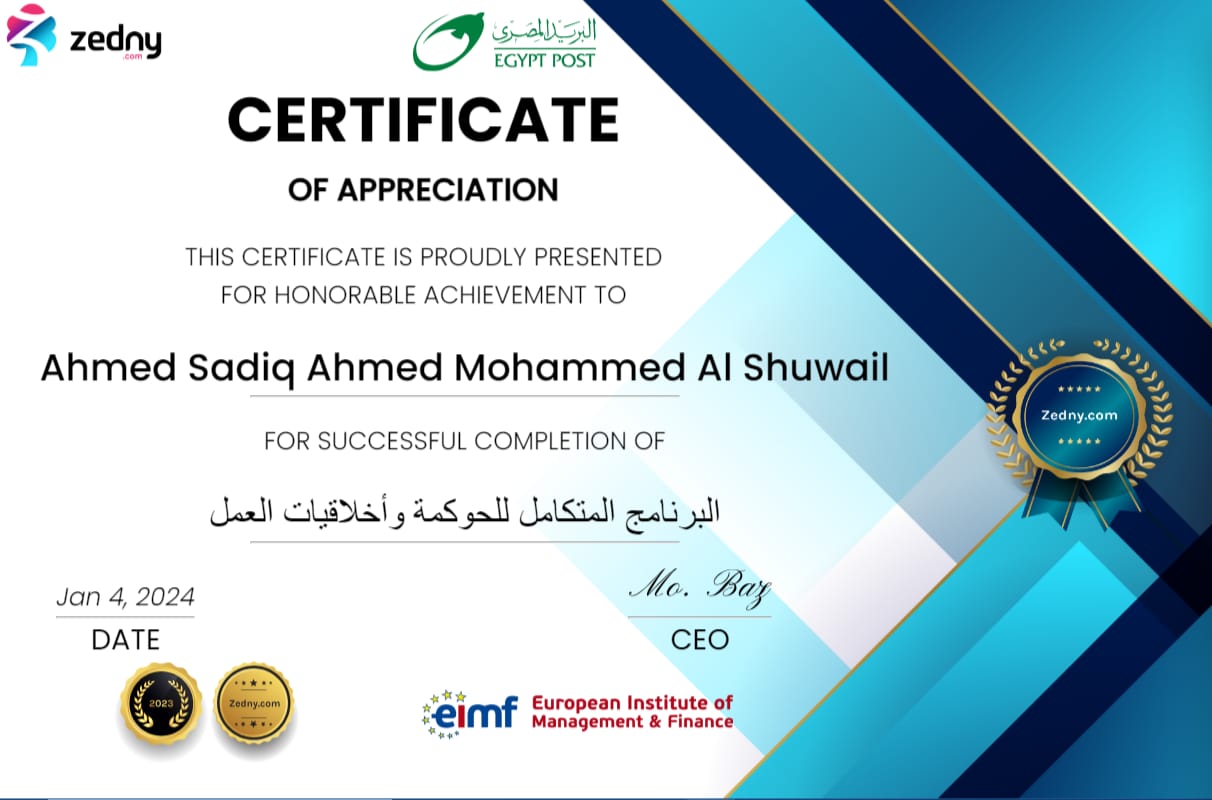 zedny
.com
البريد المصرى
EGYPT POST
CERTIFICATE
OF APPRECIATION
THIS CERTIFICATE IS PROUDLY PRESENTED
FOR HONORABLE ACHIEVEMENT TO
Ahmed Sadiq Ahmed Mohammed Al Shuwail
Zedny.com
FOR SUCCESSFUL COMPLETION OF
البرنامج المتكامل للحوكمة وأخلاقيات العمل
Jan 4, 2024
DATE
Mo. Baz
CEO
2023
Zedny.com
eimf European Institute of
Management & Finance